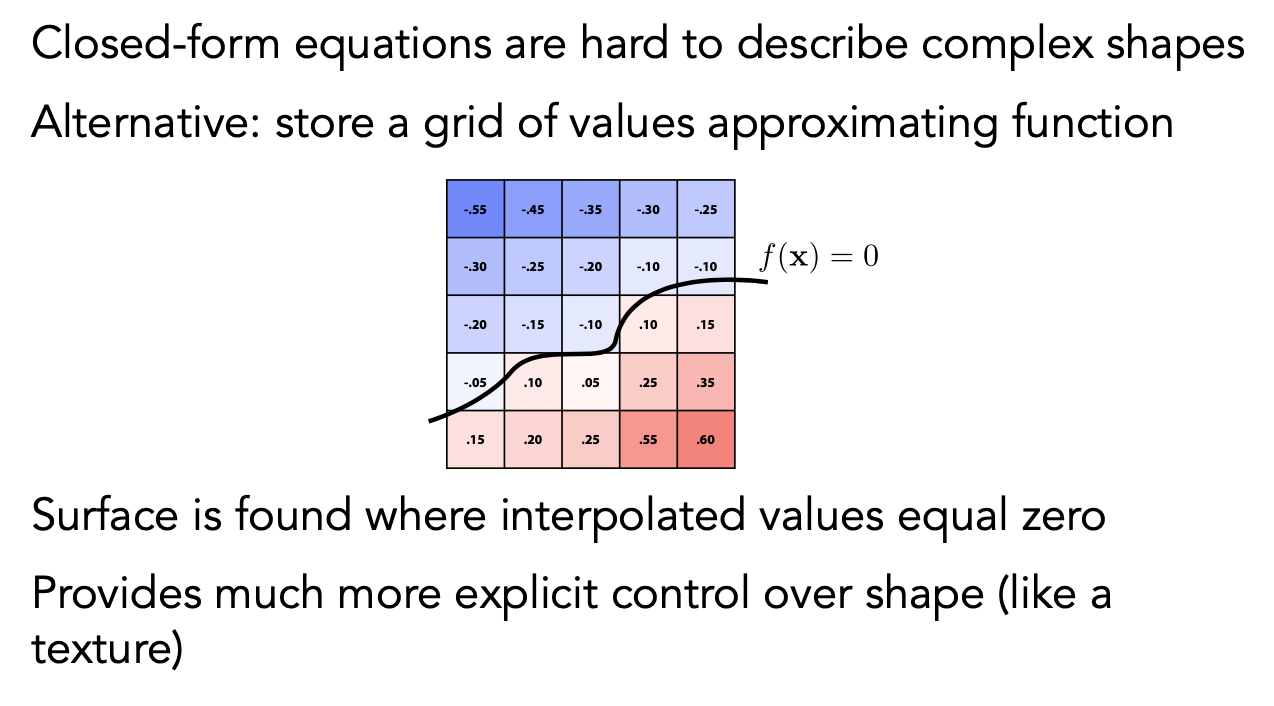 Closed-form equations are hard to describe complex shapes
Alternative: store a grid of values approximating function
-.55 -.45 -.35 -.30 -.25
f(x) = 0
-.30 -.25 -.20 -.10 -.10
-.20 -.15 -.10 .10 .15
-.05 .10 .05 .25 .35
.15 .20 .25 .55 .60
Surface is found where interpolated values equal zero
Provides much more explicit control over shape (like a
texture)